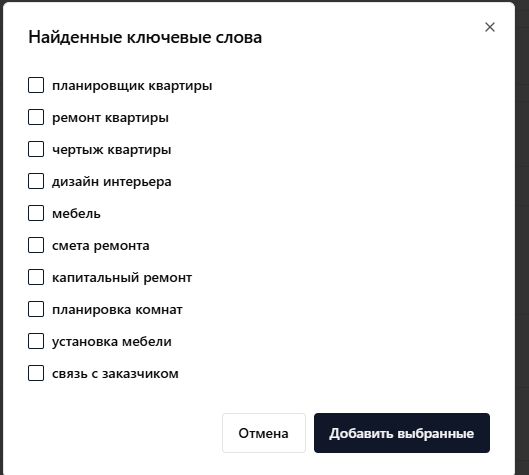 Найденные ключевые слова
планировщик квартиры
ремонт квартиры
чертыж квартиры
дизайн интерьера
мебель
смета ремонта
капитальный ремонт
планировка комнат
установка мебели
связь с заказчиком
Отмена
Добавить выбранные